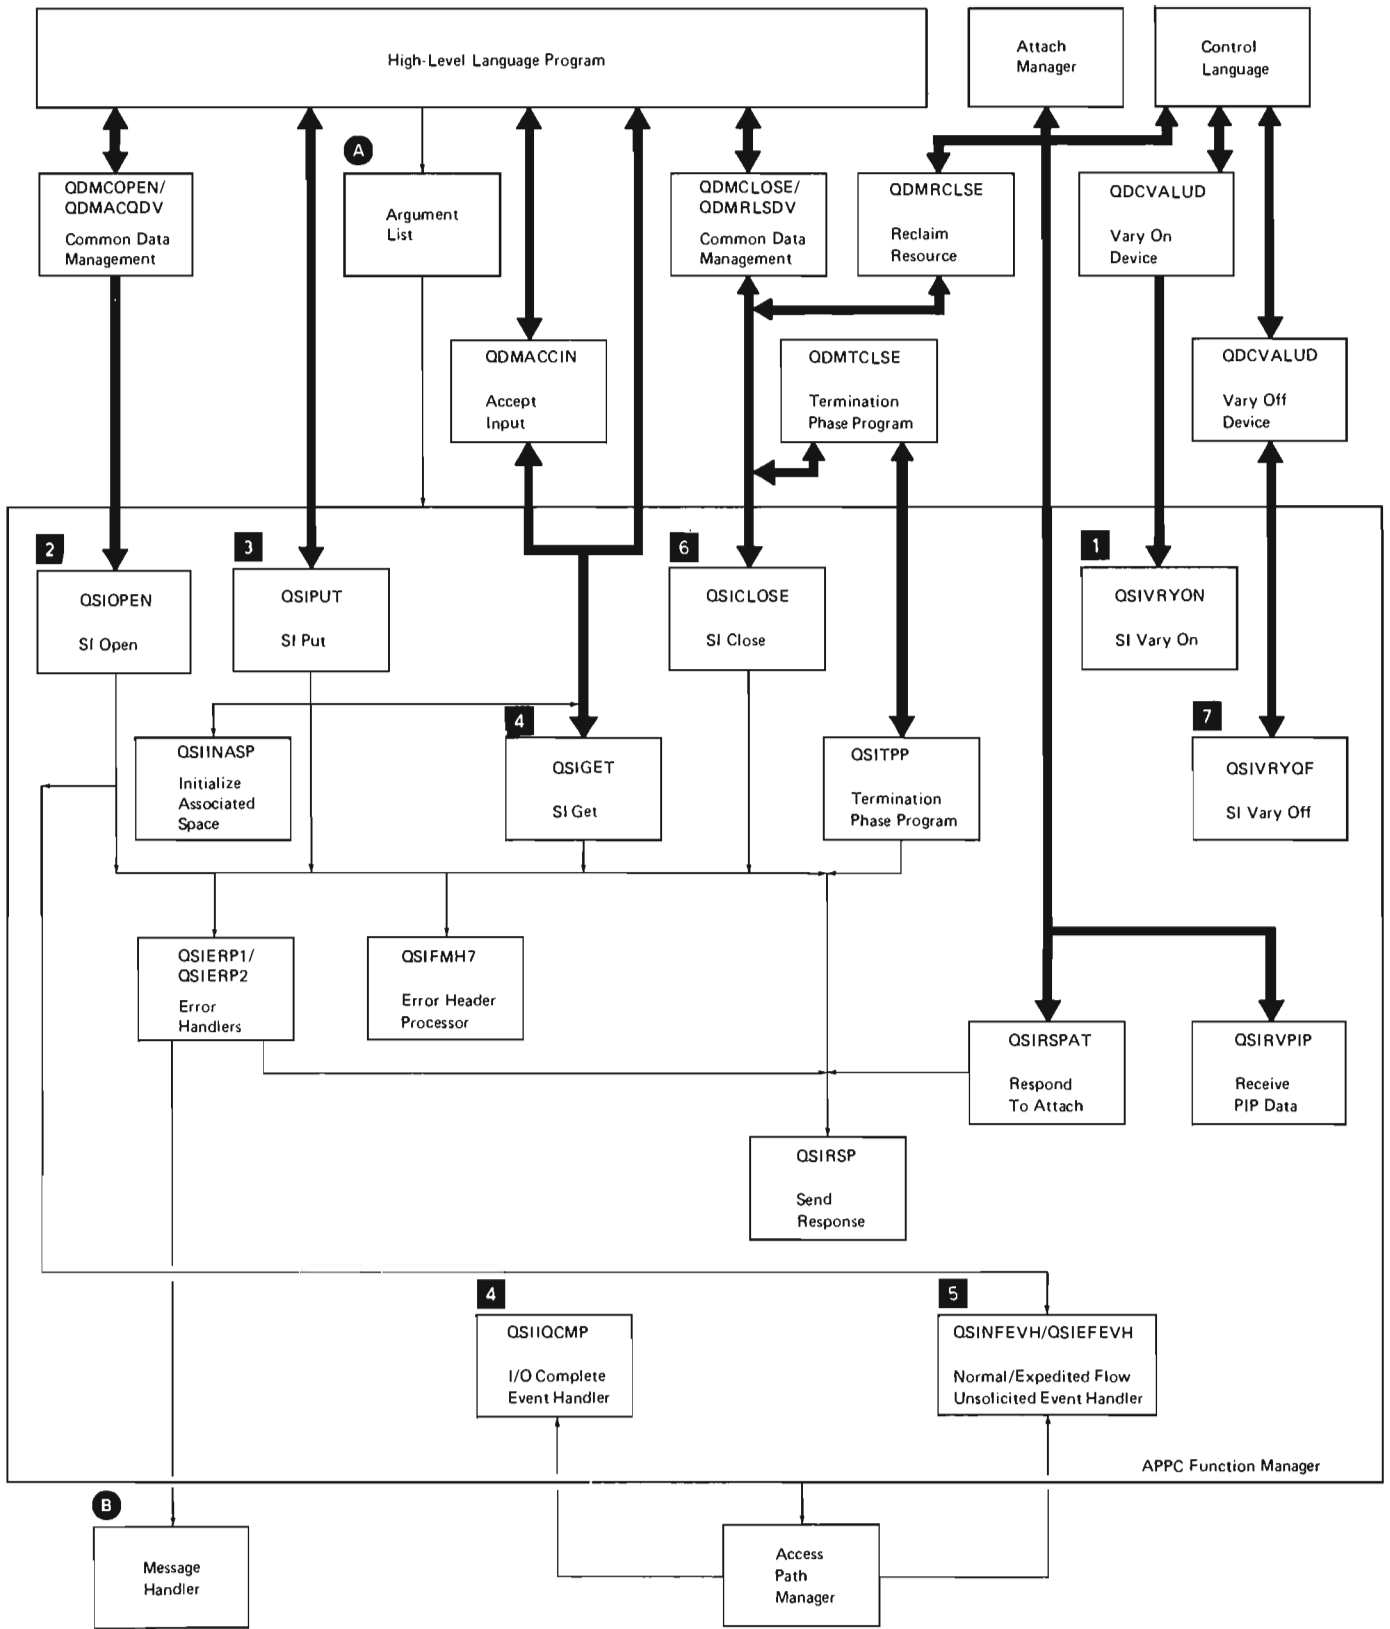 High-Level Language Program
Attach
Manager
Control
Language
A
QDMCOPEN/
QDMACQDV
Common Data
Management
Argument
List
QDMCLOSE/
QDMRLSDV
Common Data
Management
QDMRCLSE
Reclaim
Resource
QDCVALUD
Vary On
Device
QDMACCIN
Accept
Input
QDMTCLSE
Termination
Phase Program
QDCVALUD
Vary Off
Device
2
QSIOPEN
SI Open
3
QSIPUT
SI Put
6
QSICLOSE
SI Close
1
QSIVRYON
SI Vary On
QSIINASP
Initialize
Associated
Space
4
QSIGET
SI Get
QSITPP
Termination
Phase Program
7
QSIVRYOF
SI Vary Off
QSIERP1/
QSIERP2
Error
Handlers
QSIFMH7
Error Header
Processor
QSIRSPAT
Respond
To Attach
QSIRVPIP
Receive
PIP Data
QSIRSP
Send
Response
4
QSIIOCMP
I/O Complete
Event Handler
5
QSINFEVH/QSIEFEVH
Normal/Expedited Flow
Unsolicited Event Handler
APPC Function Manager
B
Message
Handler
Access
Path
Manager